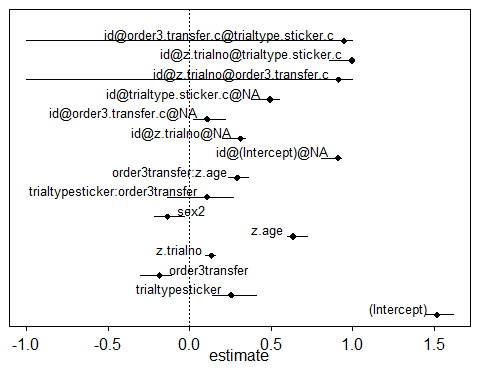 id@order3.transfer.c@trialtype.sticker.c
id@z.trialno@trialtype.sticker.c
id@z.trialno@order3.transfer.c
id@trialtype.sticker.c@NA
id@order3.transfer.c@NA
id@z.trialno@NA
id@(Intercept)@NA
order3transfer:z.age
trialtypesticker:order3transfer
sex2
z.age
z.trialno
order3transfer
trialtypesticker
(Intercept)
-1.0 -0.5 0.0 0.5 1.0 1.5
estimate